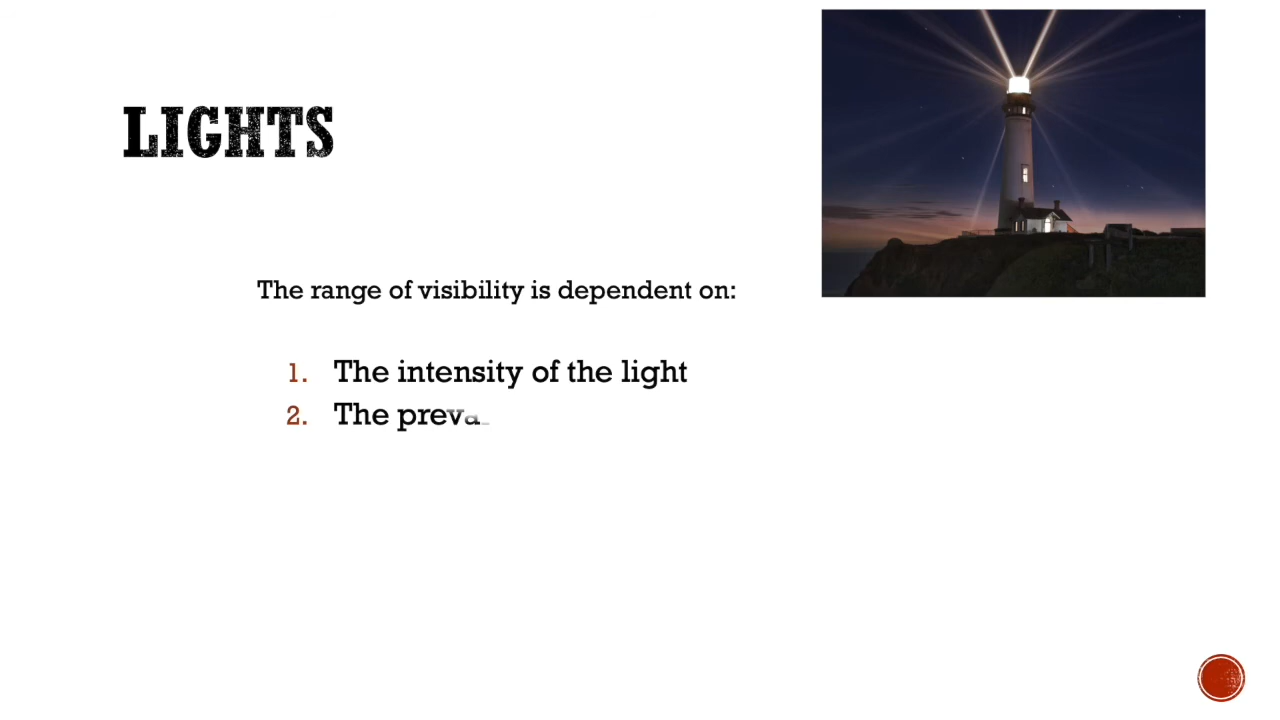 LIGHTS
The range of visibility is dependent on:
1. The intensity of the light
2. The